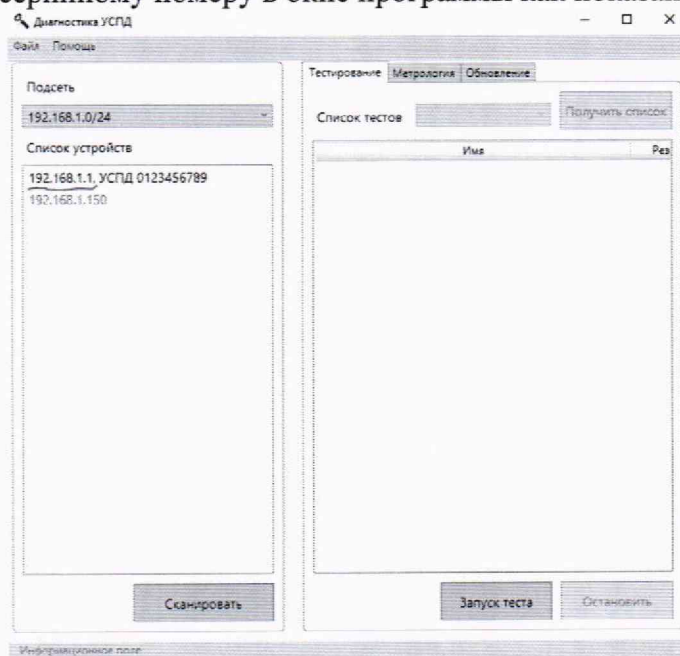 серийному номеру в окне программы как показан
Диагностика УСПД
Файл Помощь
Подсеть
192.168.1.0/24
Список устройств
192.168.1.1, УСПД 0123456789
192.168.1.150
Сканировать
Тестирование Метрология Обновление
Список тестов
Получить список
Имя Рез
Запуск теста
Остановить
Информационное поле